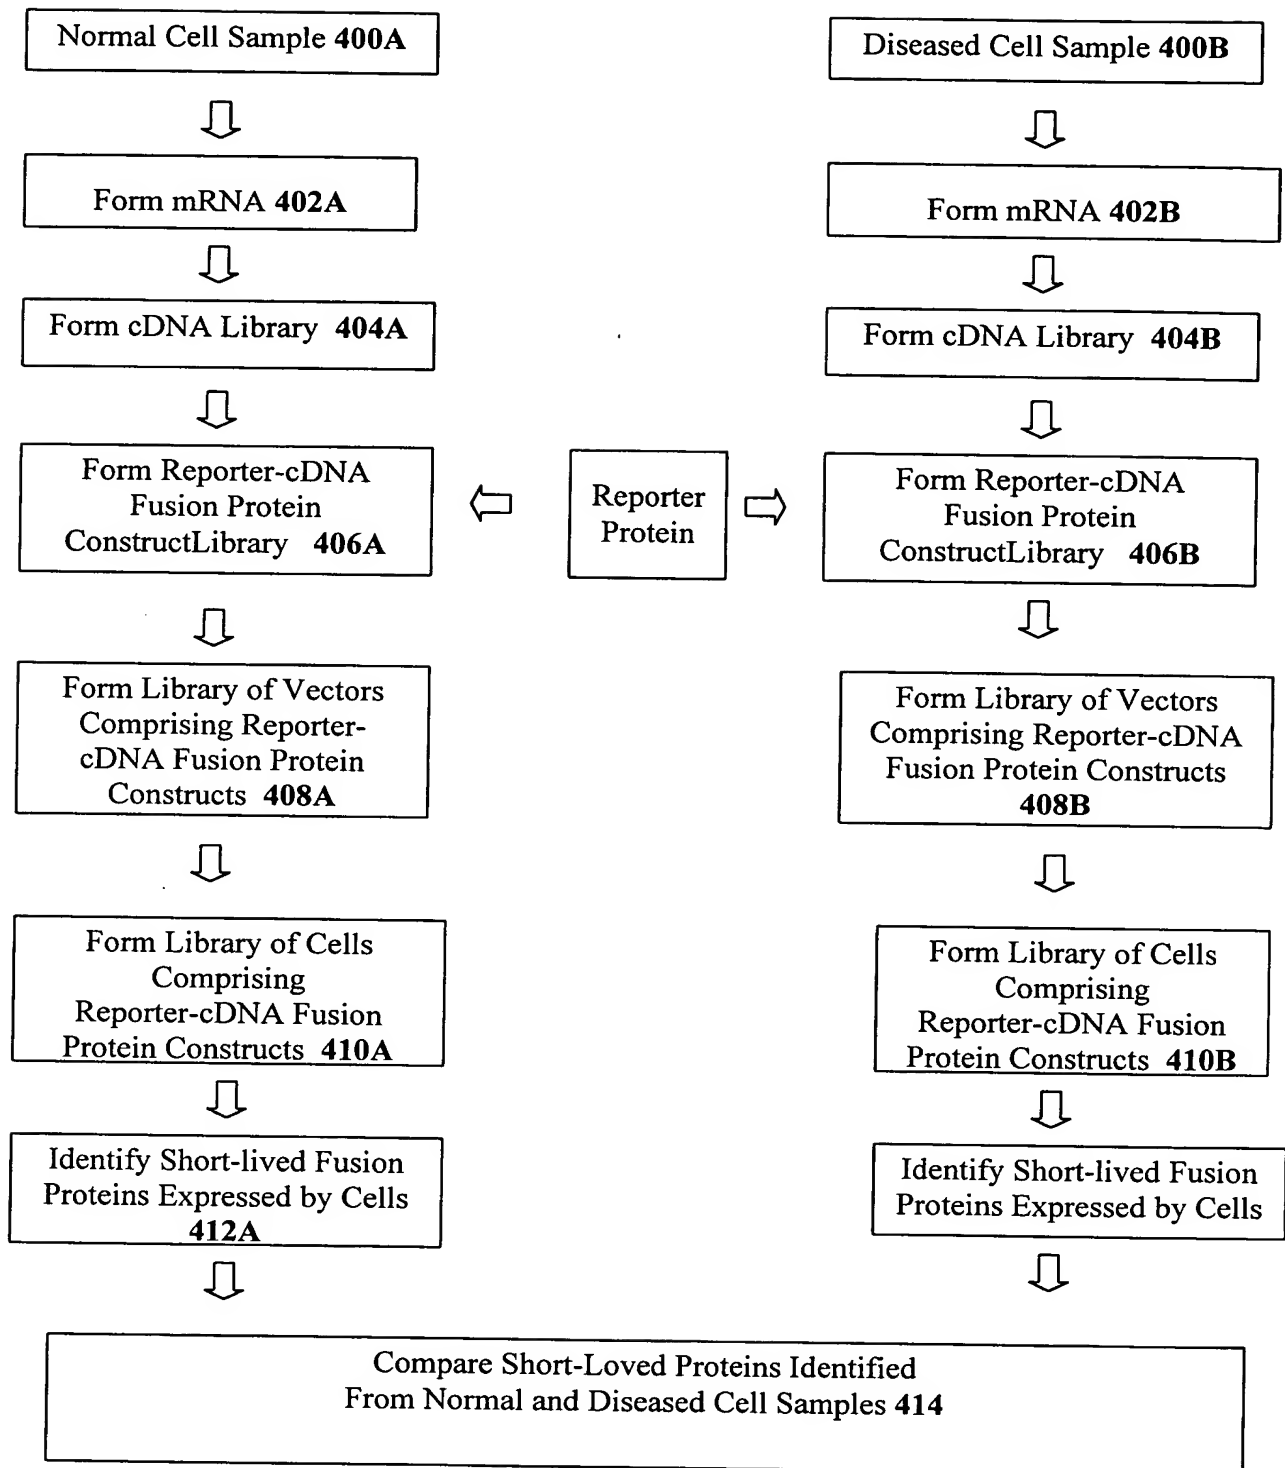 Normal Cell Sample 400A
Form mRNA 402A
Form cDNA Library 404A
Form Reporter-cDNA
Fusion Protein
ConstructLibrary 406A
Form Library of Vectors
Comprising Reporter-
cDNA Fusion Protein
Constructs 408A
Form Library of Cells
Comprising
Reporter-cDNA Fusion
Protein Constructs 410A
Identify Short-lived Fusion
Proteins Expressed by Cells
412A
Reporter
Protein
Diseased Cell Sample 400B
Form mRNA 402B
Form cDNA Library 404B
Form Reporter-cDNA
Fusion Protein
ConstructLibrary 406B
Form Library of Vectors
Comprising Reporter-cDNA
Fusion Protein Constructs
408B
Form Library of Cells
Comprising
Reporter-cDNA Fusion
Protein Constructs 410B
Identify Short-lived Fusion
Proteins Expressed by Cells
Compare Short-Loved Proteins Identified
From Normal and Diseased Cell Samples 414